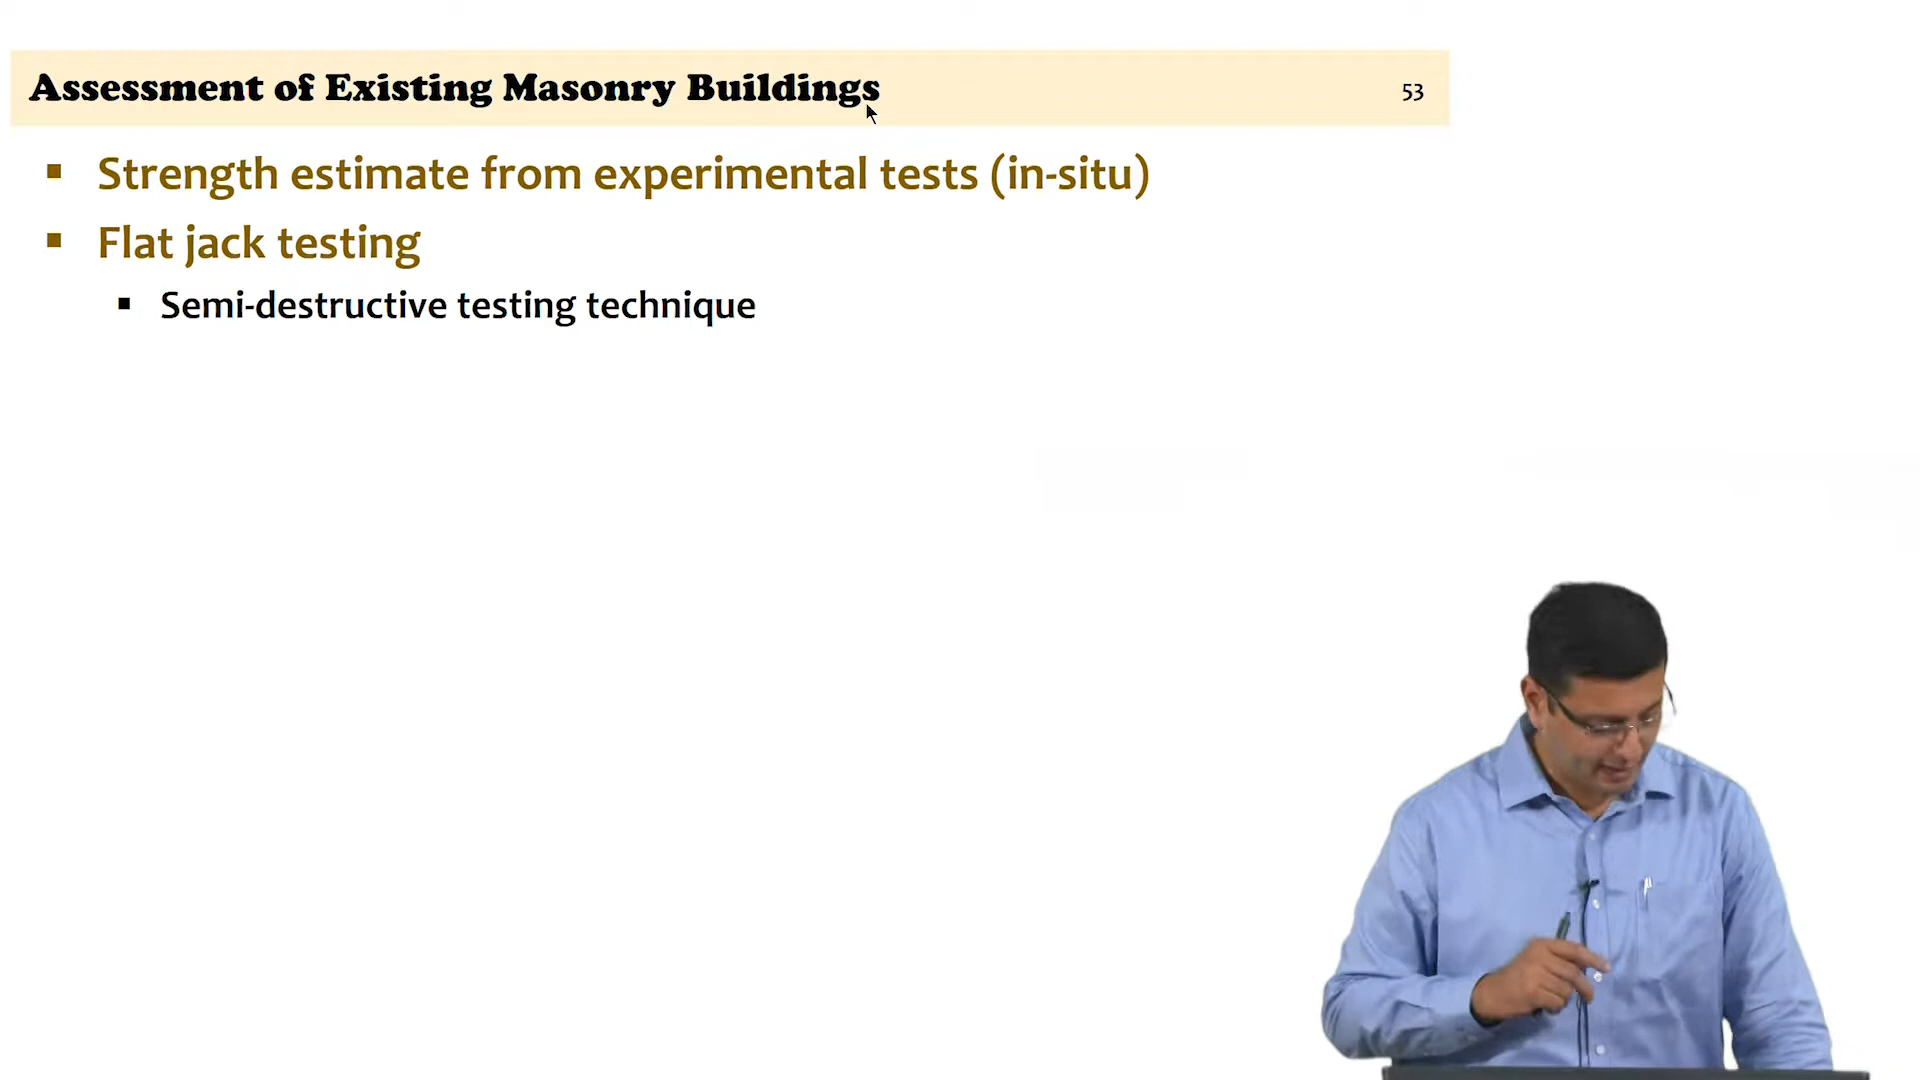 Assessment of Existing Masonry Buildings 53
▪ Strength estimate from experimental tests (in-situ)
▪ Flat jack testing
▪ Semi-destructive testing technique